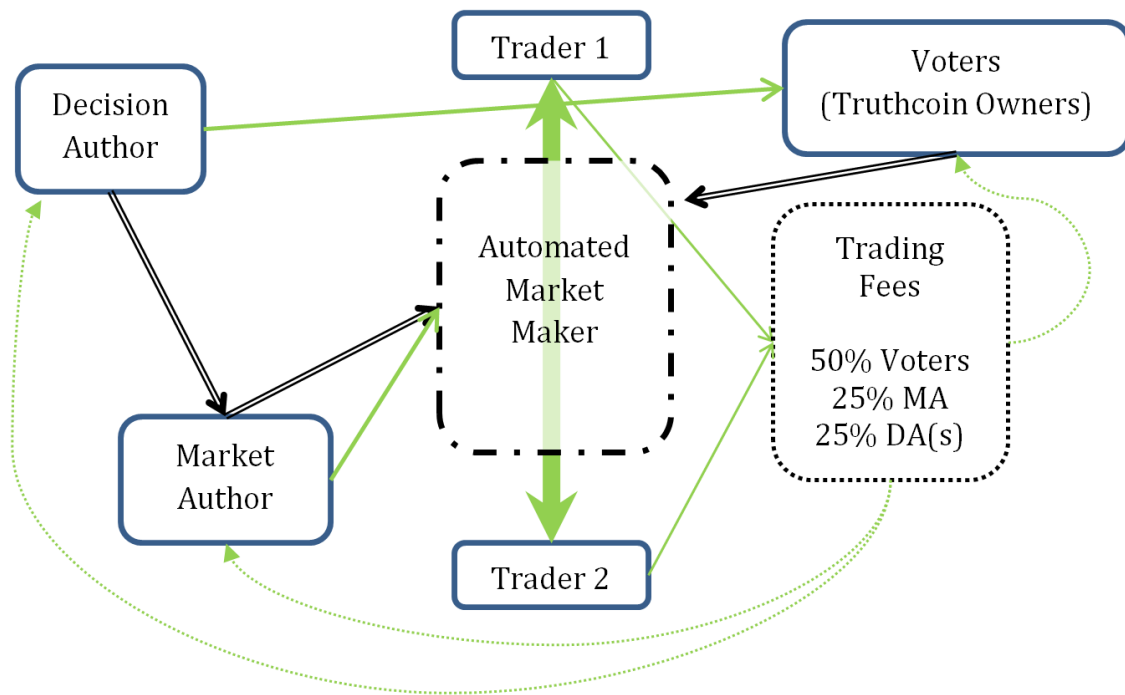 Trader 1
Decision
Author
Voters
(Truthcoin Owners)
Automated
Market
Maker
Trading
Fees
50% Voters
25% MA
25% DA(s)
Market
Author
Trader 2